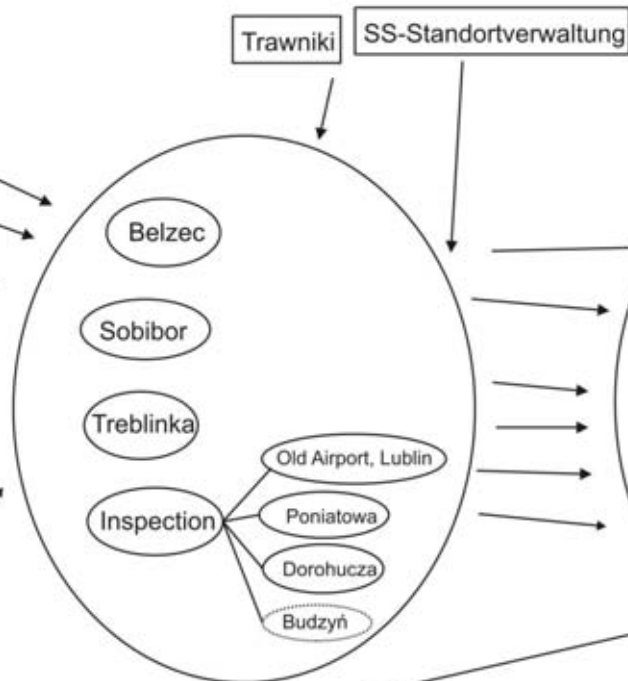 Trawniki
SS-Standortverwaltung
Belzec
Sobibor
Treblinka
Inspection
Old Airport, Lublin
Poniatowa
Dorohucza
Budzyń